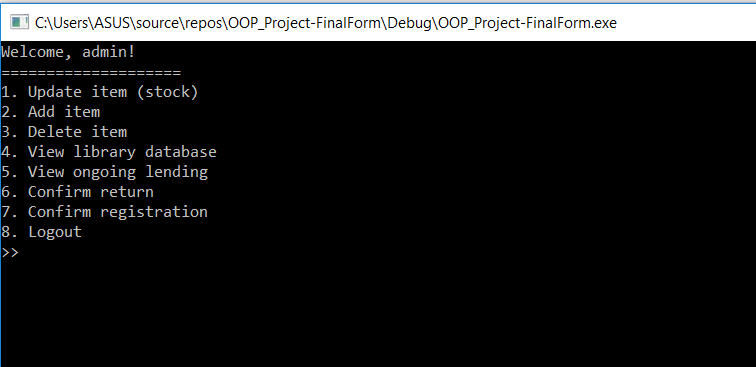 C:\Users\ASUS\source\repos\OOP_Project-FinalForm\Debug\OOP_Project-FinalForm.exe
Welcome, admin!
====================
1. Update item (stock)
2. Add item
3. Delete item
4. View library database
5. View ongoing lending
6. Confirm return
7. Confirm registration
8. Logout
>>